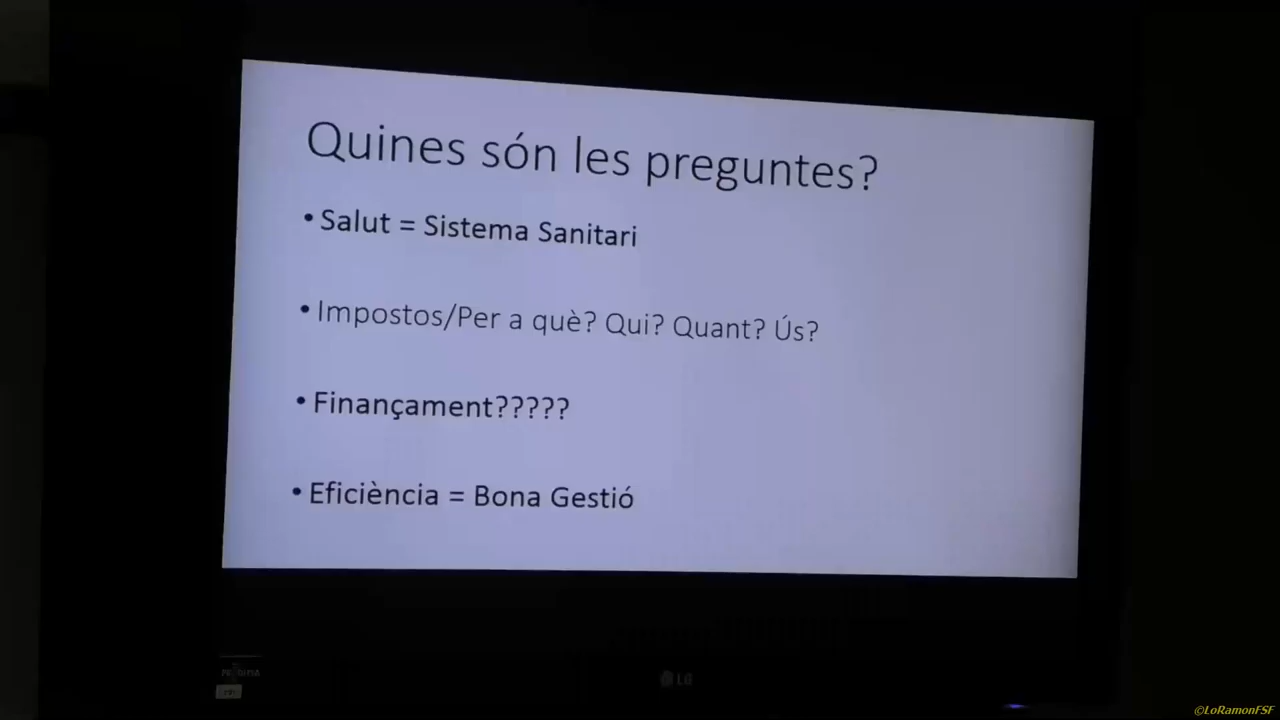 Quines són les preguntes?
• Salut = Sistema Sanitari
• Impostos/Per a què? Qui? Quant? Ús?
• Finançament?????
• Eficiència = Bona Gestió
LG
©LoRamonFSF